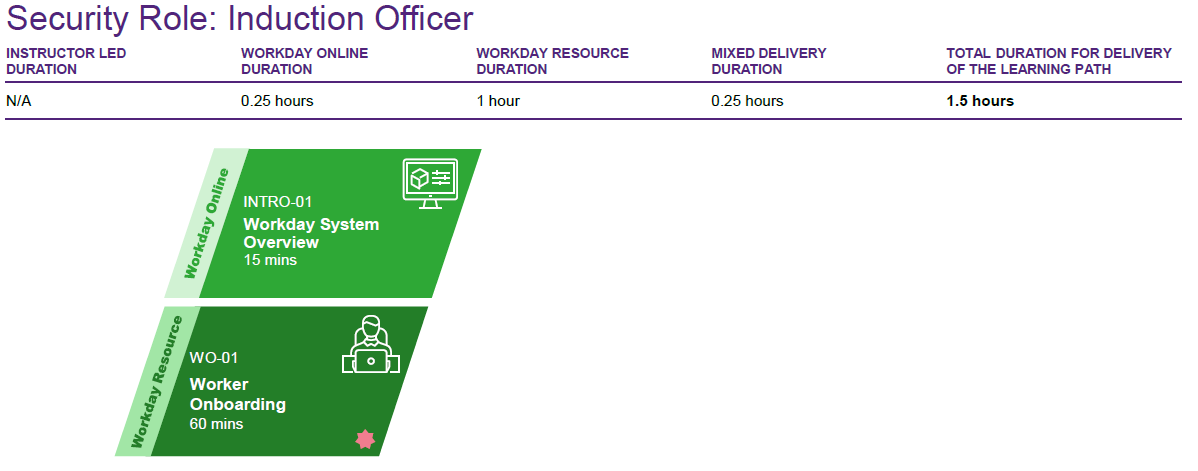 Security Role: Induction Officer
INSTRUCTOR LED DURATION
WORKDAY ONLINE DURATION
WORKDAY RESOURCE DURATION
MIXED DELIVERY DURATION
TOTAL DURATION FOR DELIVERY OF THE LEARNING PATH
N/A
0.25 hours
1 hour
0.25 hours
1.5 hours
Workday Online
INTRO-01
Workday System
Overview
15 mins
Workday Resource
WO-01
Worker
Onboarding
60 mins